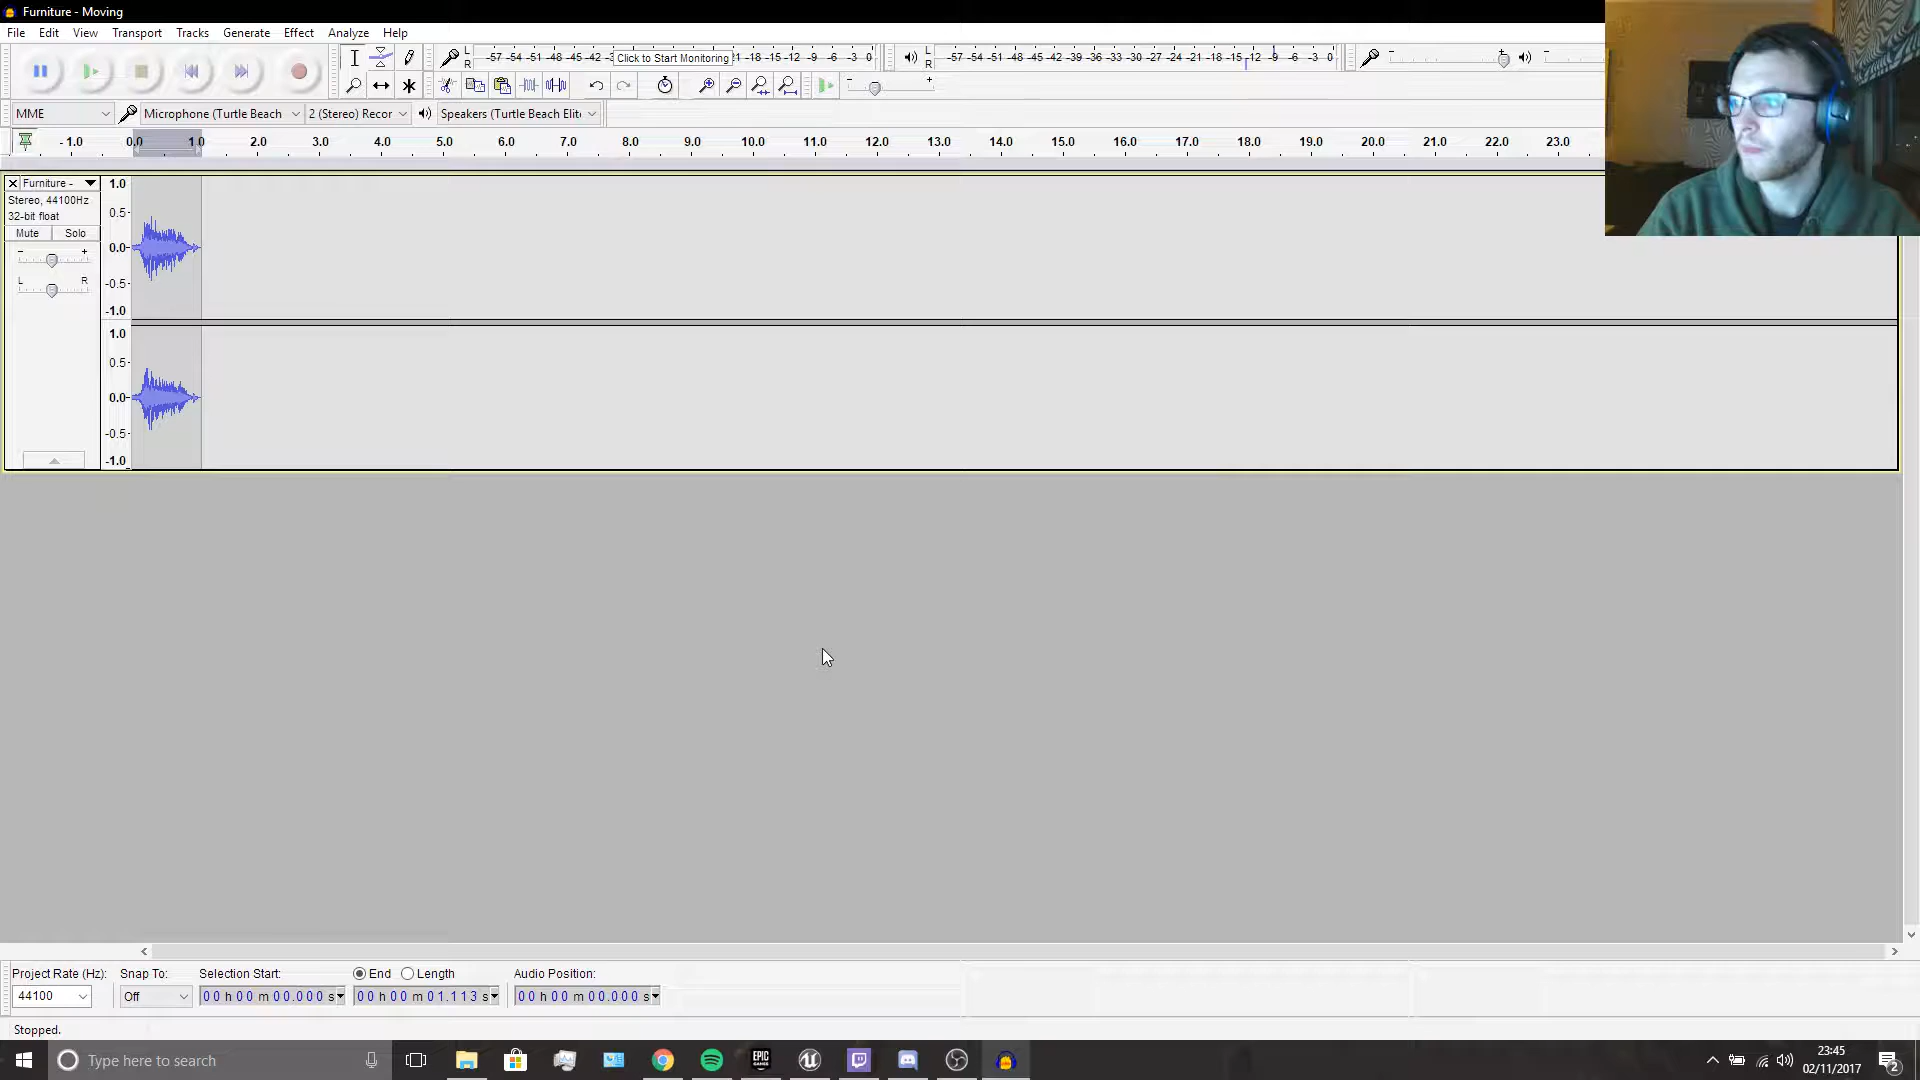 Furniture - Moving
File Edit View Transport Tracks Generate Effect Analyze Help
L
R
-57 -54 -51 -48 -45 -42 -3 Click to Start Monitoring 1 -18 -15 -12 -9 -6 -3 0
L
R
-57 -54 -51 -48 -45 -42 -39 -36 -33 -30 -27 -24 -21 -18 -15 -12 -9 -6 -3 0
- +
- +
-
MME Microphone (Turtle Beach 2 (Stereo) Recor Speakers (Turtle Beach Elite
- 1.0 0.0 1.0 2.0 3.0 4.0 5.0 6.0 7.0 8.0 9.0 10.0 11.0 12.0 13.0 14.0 15.0 16.0 17.0 18.0 19.0 20.0 21.0 22.0 23.0
Furniture -
Stereo, 44100Hz
32-bit float
Mute Solo
- +
L R
1.0
0.5
0.0
-0.5
-1.0
1.0
0.5
0.0
-0.5
-1.0
Project Rate (Hz): Snap To: Selection Start: End Length Audio Position:
44100 Off 00 h 00 m 00.000 s 00 h 00 m 01.113 s 00 h 00 m 00.000 s
Stopped.
Type here to search
EPIC
GAMES
23:45
02/11/2017
2